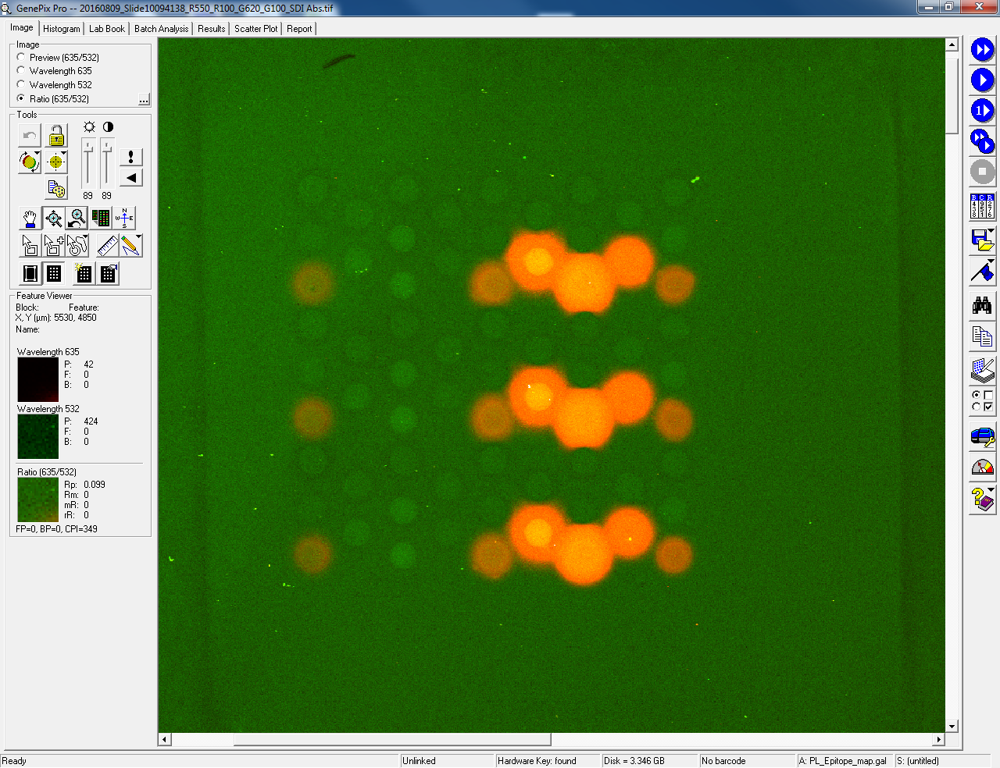 GenePix Pro -- 20160809_Slide10094138_R550_R100_G620_G100_SDI Abs.tif
Image Histogram Lab Book Batch Analysis Results Scatter Plot Report
Image
Preview (635/532)
Wavelength 635
Wavelength 532
Ratio (635/532)
...
Tools
89 89
N
W E
S
Feature Viewer
Block: Feature:
X, Y (µm): 5530, 4850
Name:
Wavelength 635
P: 42
F: 0
B: 0
Wavelength 532
P: 424
F: 0
B: 0
Ratio (635/532)
Rp: 0.099
Rm: 0
mR: 0
rR: 0
FP=0, BP=0, CPI=349
1
B C R
Ready Unlinked Hardware Key: found Disk = 3.346 GB No barcode A: PL_Epitope_map.gal S: (untitled)